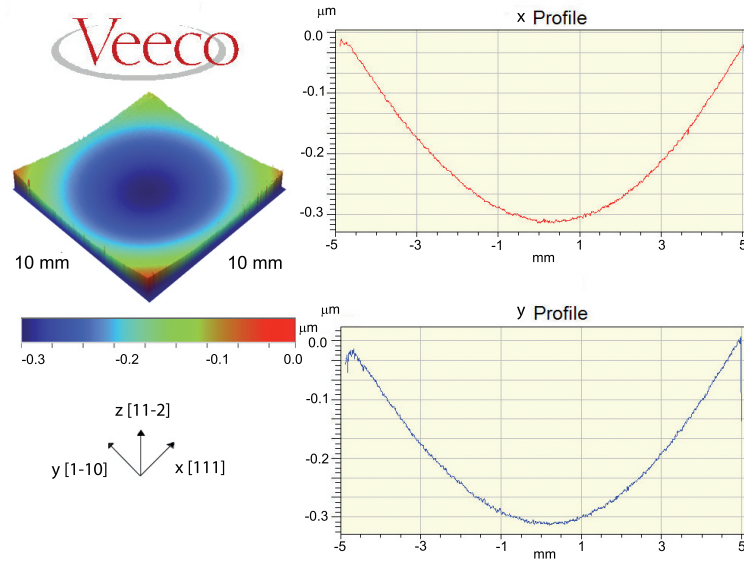 Veeco
10 mm
10 mm
μm
-0.3
-0.2
-0.1
0.0
z [11-2]
y [1-10]
x [111]
μm
x Profile
0.0
-0.1
-0.2
-0.3
-5
-3
-1
1
3
5
mm
μm
y Profile
0.0
-0.1
-0.2
-0.3
-5
-3
-1
1
3
5
mm